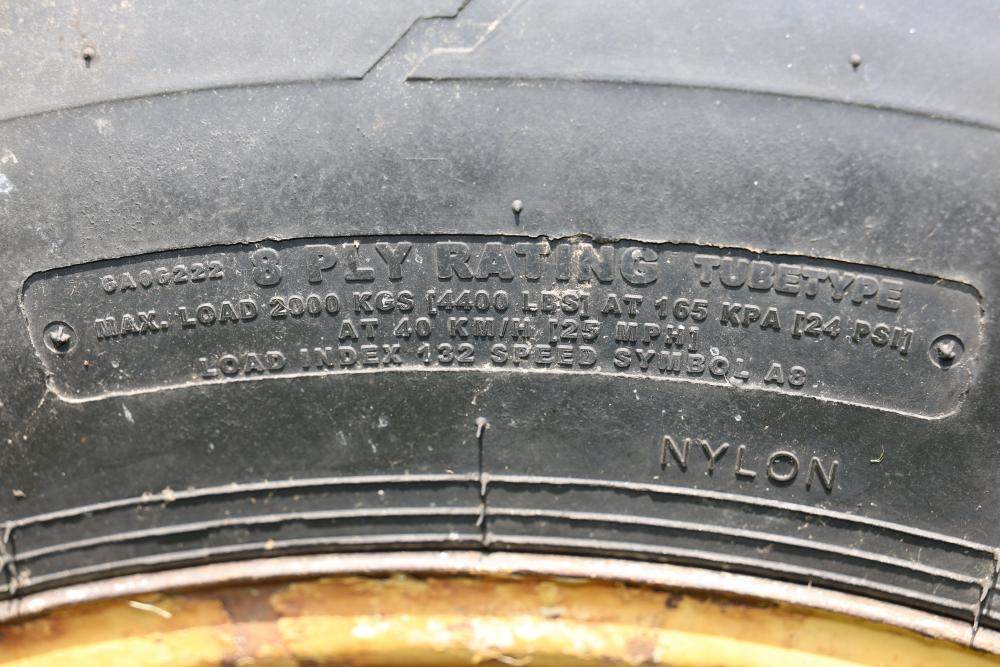 GA0G222 8 PLY RATING TUBETYPE
MAX. LOAD 2000 KGS [4400 LBS] AT 165 KPA [24 PSI]
AT 40 KM/H [25 MPH]
LOAD INDEX 132 SPEED SYMBOL A8
NYLON